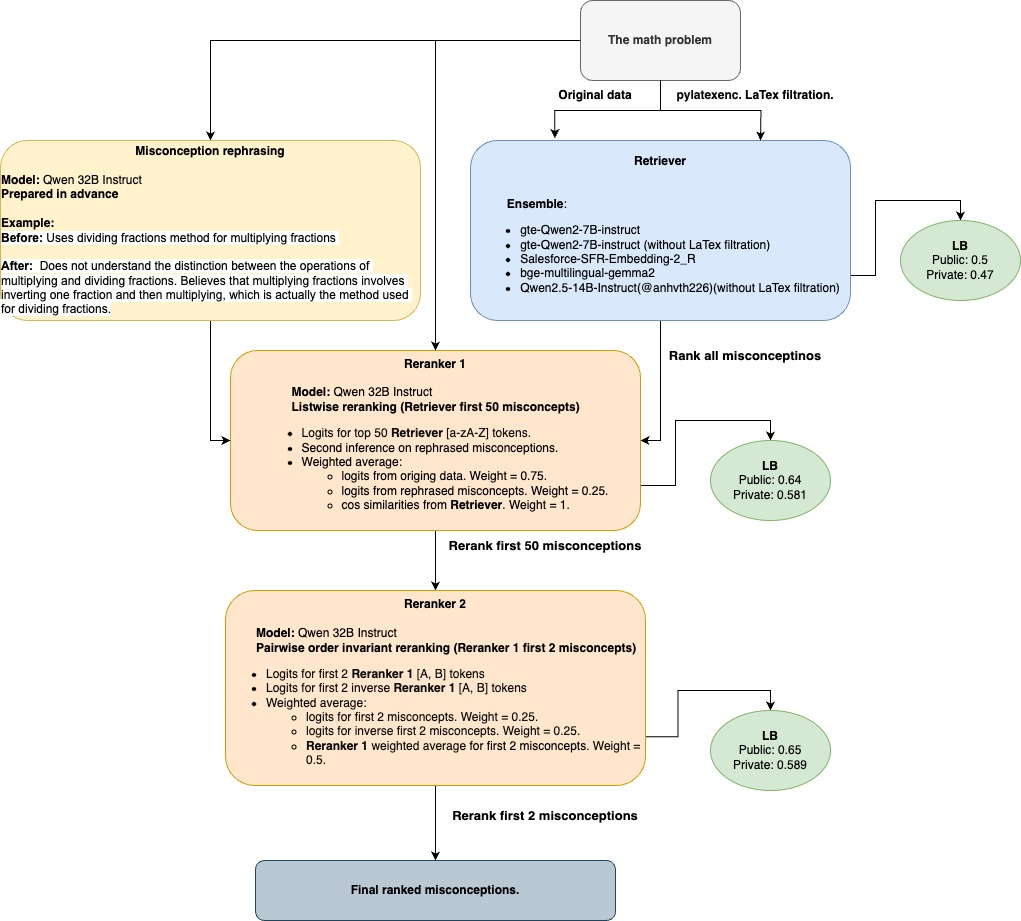 The math problem
Original data
pylatexenc. LaTex filtration.
Misconception rephrasing
Model: Qwen 32B Instruct
Prepared in advance
Example:
Before: Uses dividing fractions method for multiplying fractions
After: Does not understand the distinction between the operations of
multiplying and dividing fractions. Believes that multiplying fractions involves
inverting one fraction and then multiplying, which is actually the method used
for dividing fractions.
Retriever
Ensemble:
• gte-Qwen2-7B-instruct
• gte-Qwen2-7B-instruct (without LaTex filtration)
• Salesforce-SFR-Embedding-2_R
• bge-multilingual-gemma2
• Qwen2.5-14B-Instruct(@anhvth226)(without LaTex filtration)
LB
Public: 0.5
Private: 0.47
Rank all misconceptinos
Reranker 1
Model: Qwen 32B Instruct
Listwise reranking (Retriever first 50 misconcepts)
• Logits for top 50 Retriever [a-zA-Z] tokens.
• Second inference on rephrased misconceptions.
• Weighted average:
○ logits from origing data. Weight = 0.75.
○ logits from rephrased misconcepts. Weight = 0.25.
○ cos similarities from Retriever. Weight = 1.
LB
Public: 0.64
Private: 0.581
Rerank first 50 misconceptions
Reranker 2
Model: Qwen 32B Instruct
Pairwise order invariant reranking (Reranker 1 first 2 misconcepts)
• Logits for first 2 Reranker 1 [A, B] tokens
• Logits for first 2 inverse Reranker 1 [A, B] tokens
• Weighted average:
○ logits for first 2 misconcepts. Weight = 0.25.
○ logits for inverse first 2 misconcepts. Weight = 0.25.
○ Reranker 1 weighted average for first 2 misconcepts. Weight =
0.5.
LB
Public: 0.65
Private: 0.589
Rerank first 2 misconceptions
Final ranked misconceptions.